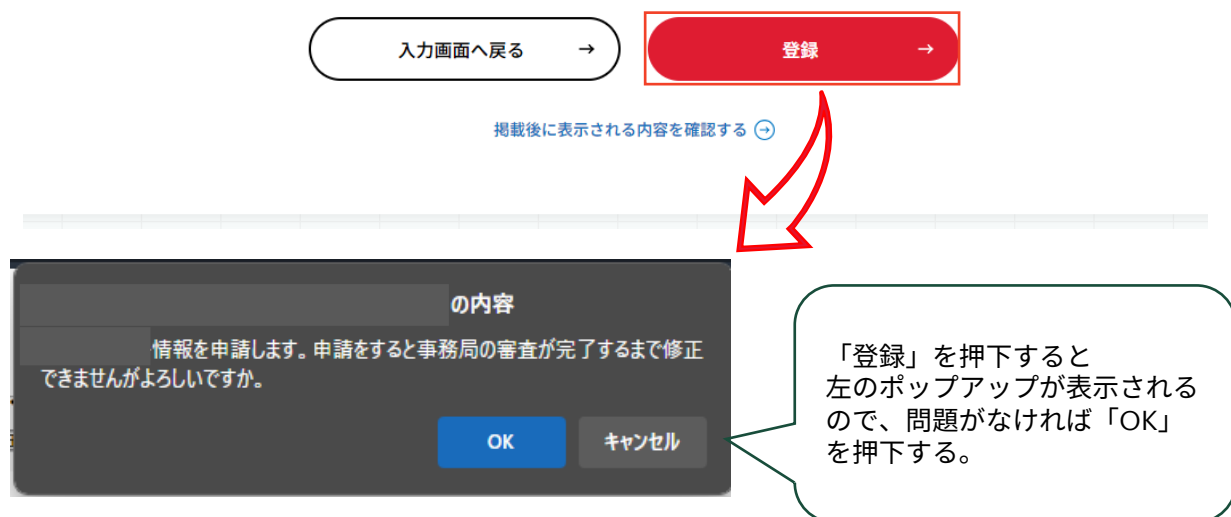 入力画面へ戻る →
登録 →
掲載後に表示される内容を確認する
の内容
情報を申請します。申請をすると事務局の審査が完了するまで修正
できませんがよろしいですか。
OK
キャンセル
「登録」を押下すると
左のポップアップが表示される
ので、問題がなければ「OK」
を押下する。